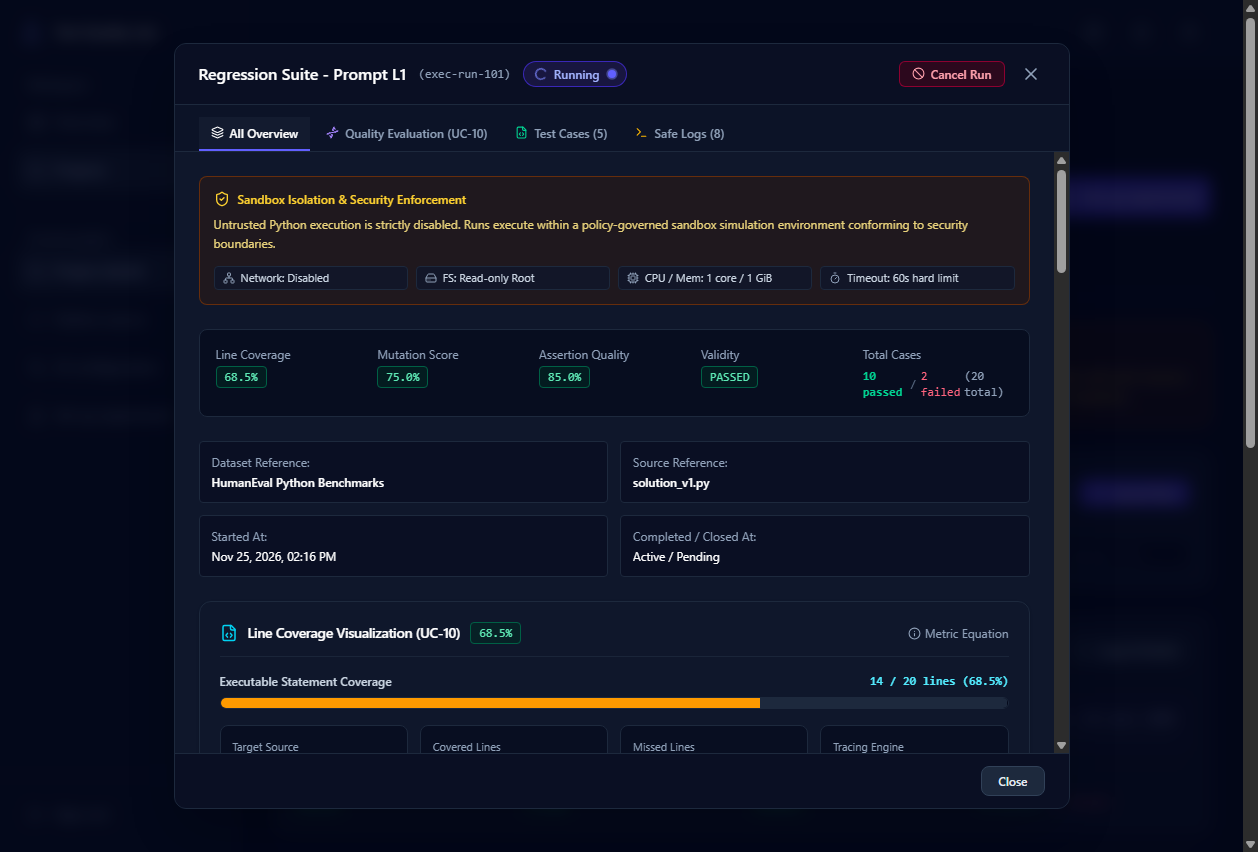 Regression Suite - Prompt L1 (exec-run-101) Running Cancel Run
All Overview Quality Evaluation (UC-10) Test Cases (5) Safe Logs (8)
Sandbox Isolation & Security Enforcement
Untrusted Python execution is strictly disabled. Runs execute within a policy-governed sandbox simulation environment conforming to security
boundaries.
Network: Disabled FS: Read-only Root CPU / Mem: 1 core / 1 GiB Timeout: 60s hard limit
Line Coverage Mutation Score Assertion Quality Validity Total Cases
68.5% 75.0% 85.0% PASSED 10 passed / 2 failed (20 total)
Dataset Reference: Source Reference:
HumanEval Python Benchmarks solution_v1.py
Started At: Completed / Closed At:
Nov 25, 2026, 02:16 PM Active / Pending
Line Coverage Visualization (UC-10) 68.5% Metric Equation
Executable Statement Coverage 14 / 20 lines (68.5%)
Target Source Covered Lines Missed Lines Tracing Engine
Close